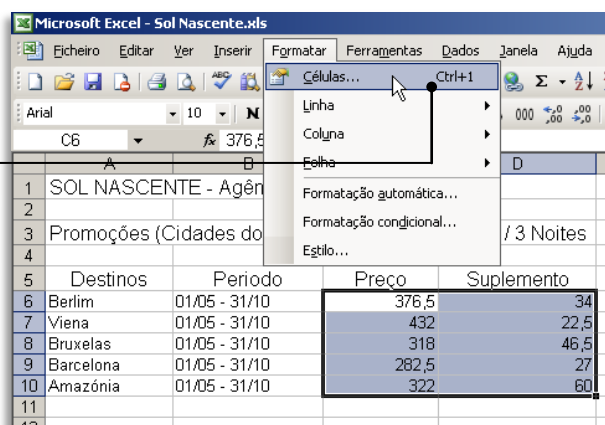 Microsoft Excel - Sol Nascente.xls
Ficheiro Editar Ver Inserir Formatar Ferramentas Dados Janela Ajuda
Arial 10 N 000
C6 fx 376,5
Células... Ctrl+1
Linha
Coluna
Folha
Formatação automática...
Formatação condicional...
Estilo...
A B D
1 SOL NASCENTE - Agên
2
3 Promoções (Cidades do / 3 Noites
4
5 Destinos Periodo Preço Suplemento
6 Berlim 01/05 - 31/10 376,5 34
7 Viena 01/05 - 31/10 432 22,5
8 Bruxelas 01/05 - 31/10 318 46,5
9 Barcelona 01/05 - 31/10 282,5 27
10 Amazónia 01/05 - 31/10 322 60
11